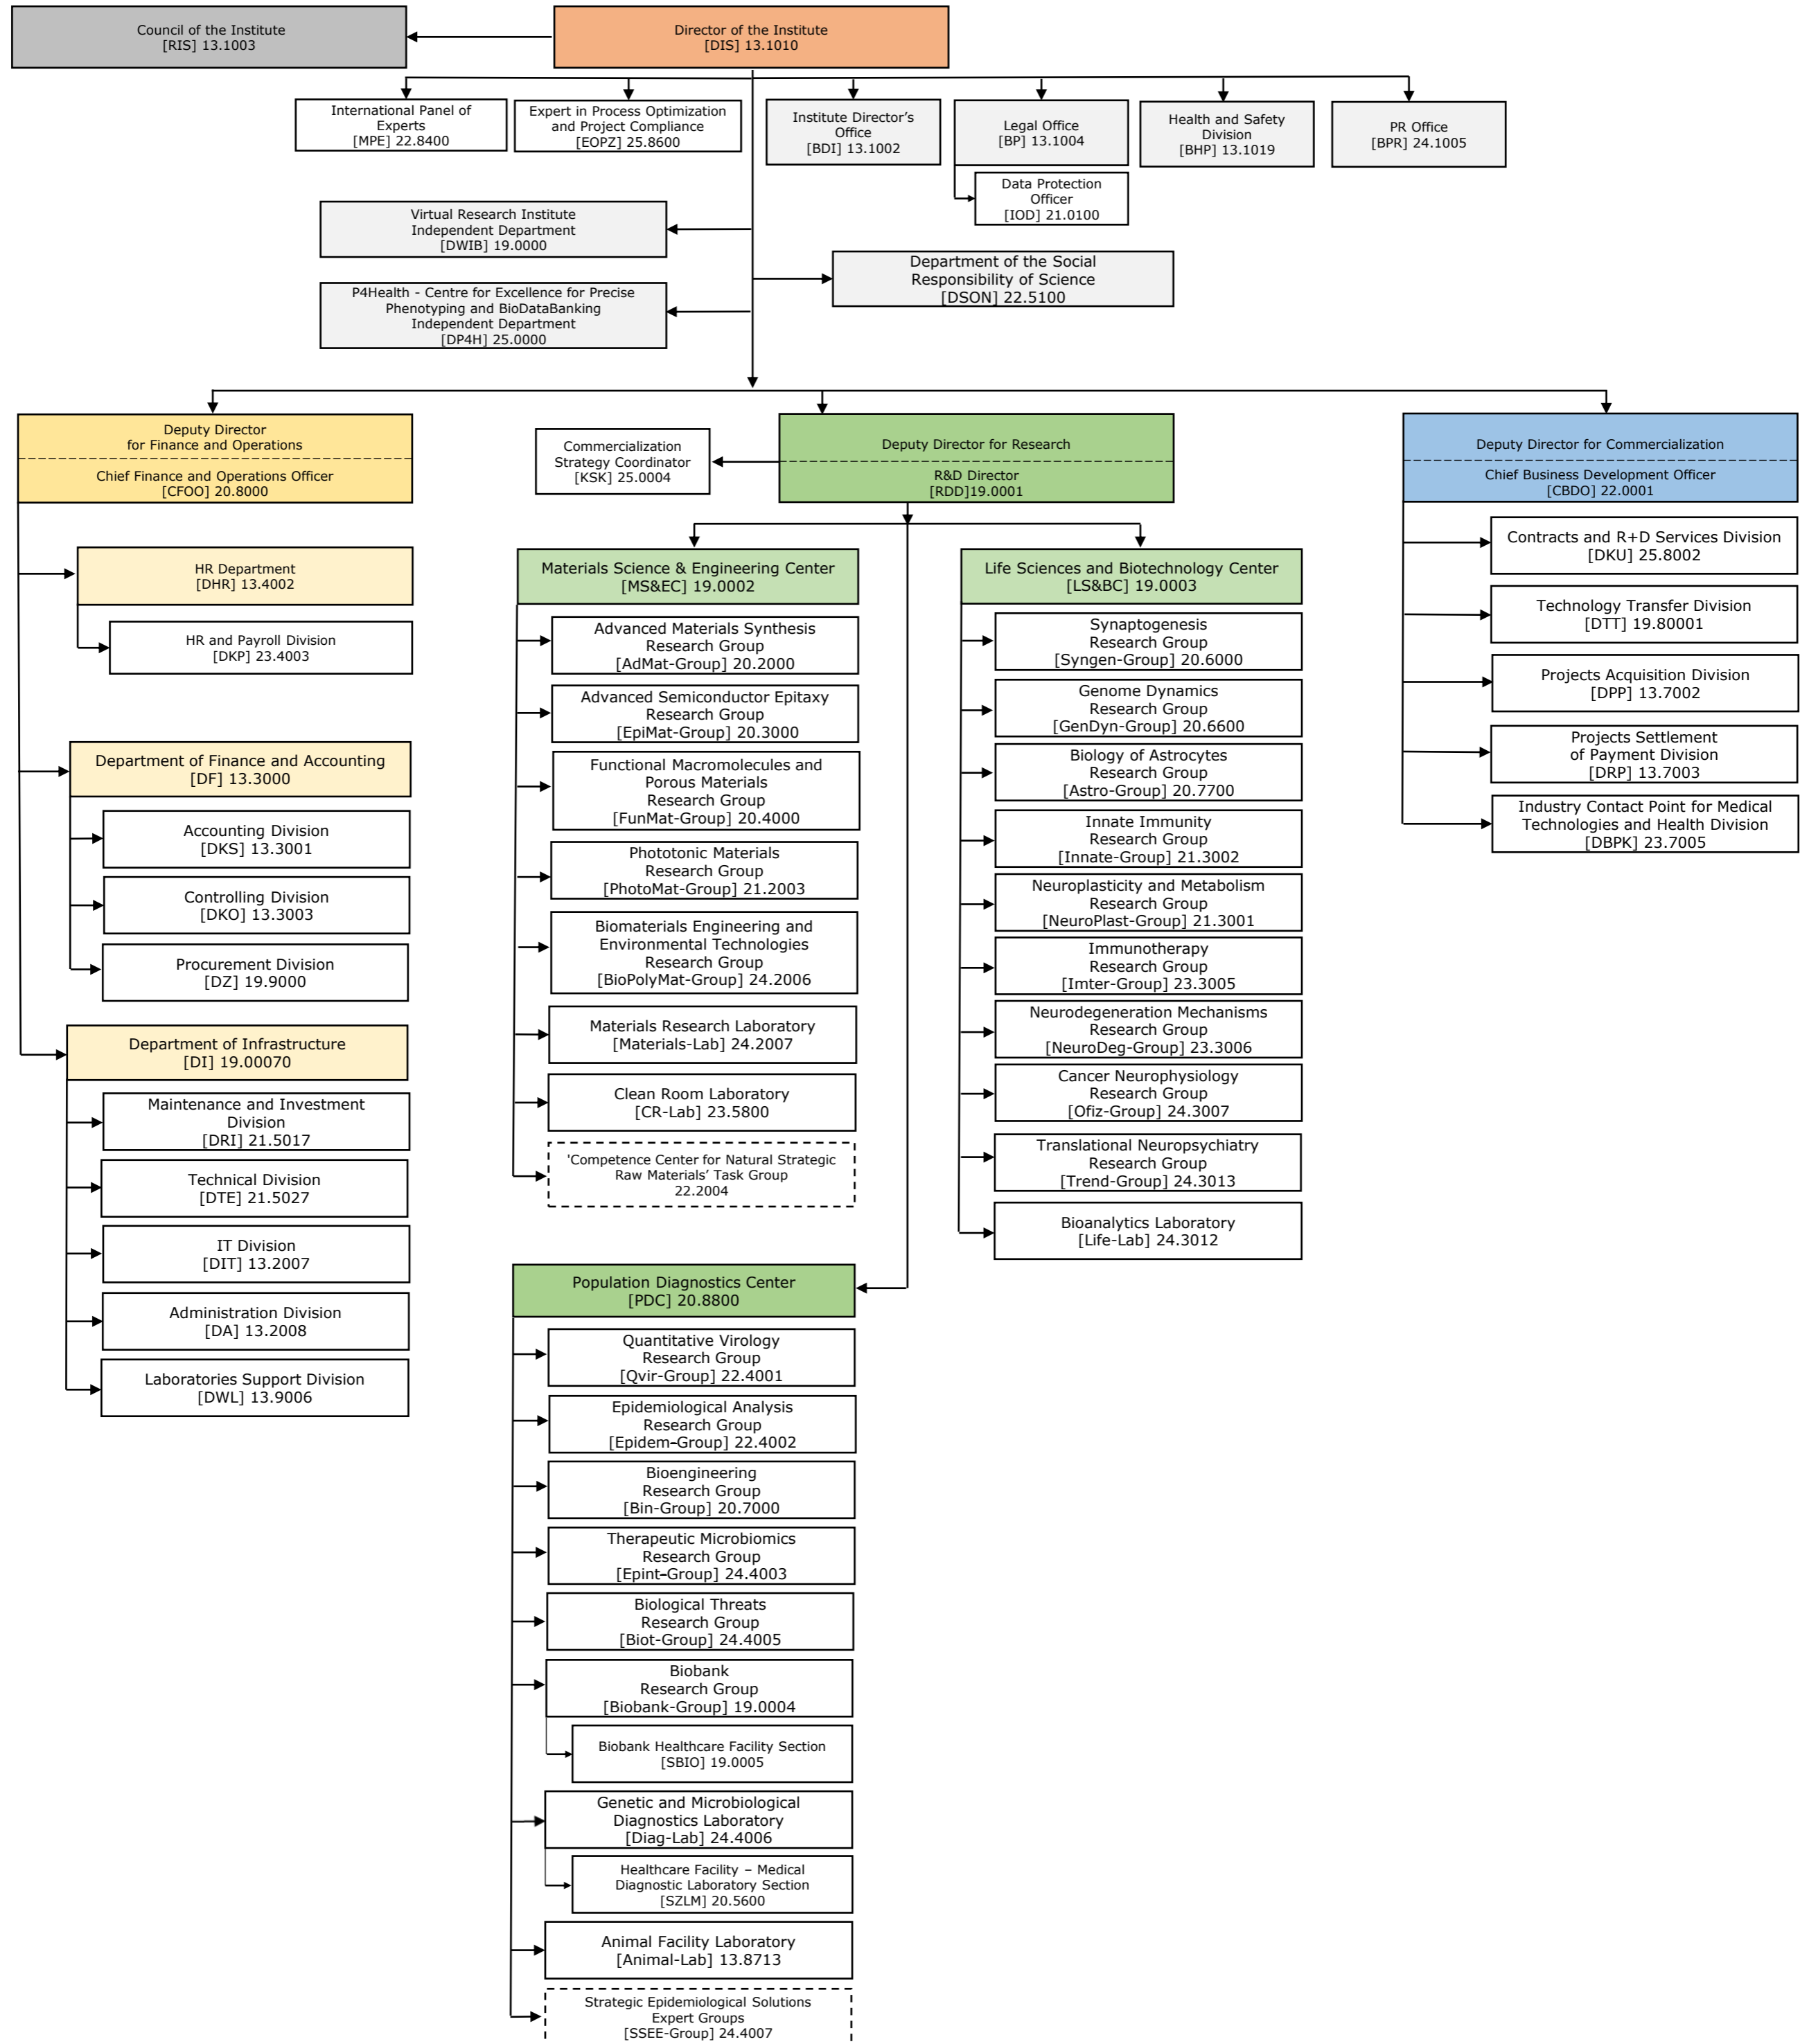 Council of the Institute
[RIS] 13.1003
Director of the Institute
[DIS] 13.1010
International Panel of
Experts
[MPE] 22.8400
Expert in Process Optimization
and Project Compliance
[EOPZ] 25.8600
Institute Director's
Office
[BDI] 13.1002
Legal Office
[BP] 13.1004
Health and Safety
Division
[BHP] 13.1019
PR Office
[BPR] 24.1005
Data Protection
Officer
[IOD] 21.0100
Virtual Research Institute
Independent Department
[DWIB] 19.0000
Department of the Social
Responsibility of Science
[DSON] 22.5100
P4Health - Centre for Excellence for Precise
Phenotyping and BioDataBanking
Independent Department
[DP4H] 25.0000
Deputy Director
for Finance and Operations
Chief Finance and Operations Officer
[CFOO] 20.8000
Commercialization
Strategy Coordinator
[KSK] 25.0004
Deputy Director for Research
R&D Director
[RDD]19.0001
Deputy Director for Commercialization
Chief Business Development Officer
[CBDO] 22.0001
HR Department
[DHR] 13.4002
HR and Payroll Division
[DKP] 23.4003
Department of Finance and Accounting
[DF] 13.3000
Accounting Division
[DKS] 13.3001
Controlling Division
[DKO] 13.3003
Procurement Division
[DZ] 19.9000
Department of Infrastructure
[DI] 19.00070
Maintenance and Investment
Division
[DRI] 21.5017
Technical Division
[DTE] 21.5027
IT Division
[DIT] 13.2007
Administration Division
[DA] 13.2008
Laboratories Support Division
[DWL] 13.9006
Materials Science & Engineering Center
[MS&EC] 19.0002
Advanced Materials Synthesis
Research Group
[AdMat-Group] 20.2000
Advanced Semiconductor Epitaxy
Research Group
[EpiMat-Group] 20.3000
Functional Macromolecules and
Porous Materials
Research Group
[FunMat-Group] 20.4000
Phototonic Materials
Research Group
[PhotoMat-Group] 21.2003
Biomaterials Engineering and
Environmental Technologies
Research Group
[BioPolyMat-Group] 24.2006
Materials Research Laboratory
[Materials-Lab] 24.2007
Clean Room Laboratory
[CR-Lab] 23.5800
'Competence Center for Natural Strategic
Raw Materials’ Task Group
22.2004
Life Sciences and Biotechnology Center
[LS&BC] 19.0003
Synaptogenesis
Research Group
[Syngen-Group] 20.6000
Genome Dynamics
Research Group
[GenDyn-Group] 20.6600
Biology of Astrocytes
Research Group
[Astro-Group] 20.7700
Innate Immunity
Research Group
[Innate-Group] 21.3002
Neuroplasticity and Metabolism
Research Group
[NeuroPlast-Group] 21.3001
Immunotherapy
Research Group
[Imter-Group] 23.3005
Neurodegeneration Mechanisms
Research Group
[NeuroDeg-Group] 23.3006
Cancer Neurophysiology
Research Group
[Ofiz-Group] 24.3007
Translational Neuropsychiatry
Research Group
[Trend-Group] 24.3013
Bioanalytics Laboratory
[Life-Lab] 24.3012
Contracts and R+D Services Division
[DKU] 25.8002
Technology Transfer Division
[DTT] 19.80001
Projects Acquisition Division
[DPP] 13.7002
Projects Settlement
of Payment Division
[DRP] 13.7003
Industry Contact Point for Medical
Technologies and Health Division
[DBPK] 23.7005
Population Diagnostics Center
[PDC] 20.8800
Quantitative Virology
Research Group
[Qvir-Group] 22.4001
Epidemiological Analysis
Research Group
[Epidem-Group] 22.4002
Bioengineering
Research Group
[Bin-Group] 20.7000
Therapeutic Microbiomics
Research Group
[Epint-Group] 24.4003
Biological Threats
Research Group
[Biot-Group] 24.4005
Biobank
Research Group
[Biobank-Group] 19.0004
Biobank Healthcare Facility Section
[SBIO] 19.0005
Genetic and Microbiological
Diagnostics Laboratory
[Diag-Lab] 24.4006
Healthcare Facility – Medical
Diagnostic Laboratory Section
[SZLM] 20.5600
Animal Facility Laboratory
[Animal-Lab] 13.8713
Strategic Epidemiological Solutions
Expert Groups
[SSEE-Group] 24.4007